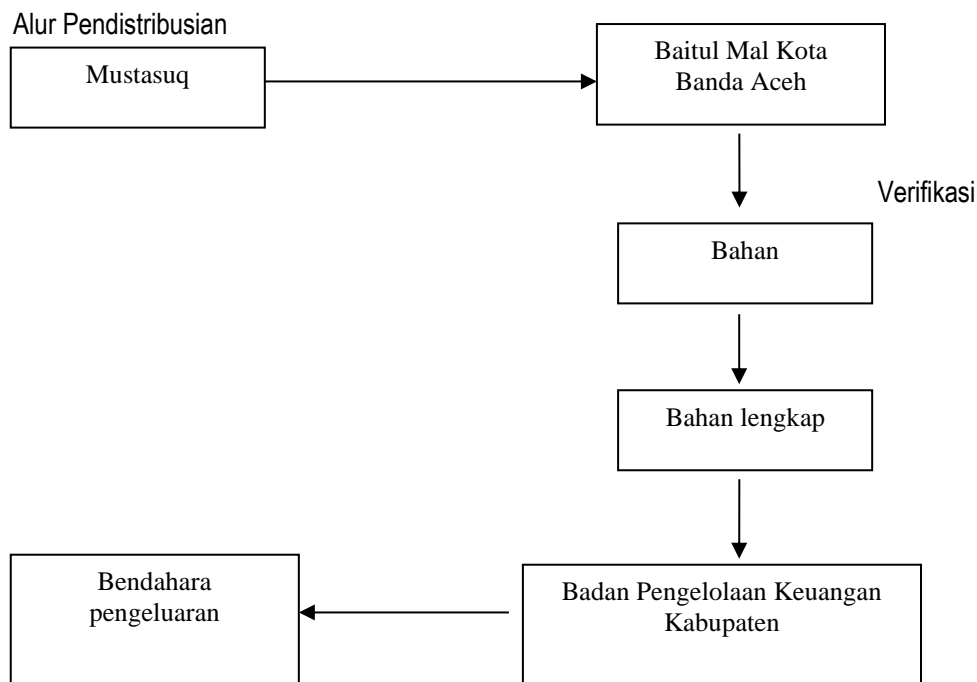 Alur Pendistribusian
Mustasuq
Baitul Mal Kota
Banda Aceh
Verifikasi
Bahan
Bahan lengkap
Badan Pengelolaan Keuangan
Kabupaten
Bendahara
pengeluaran